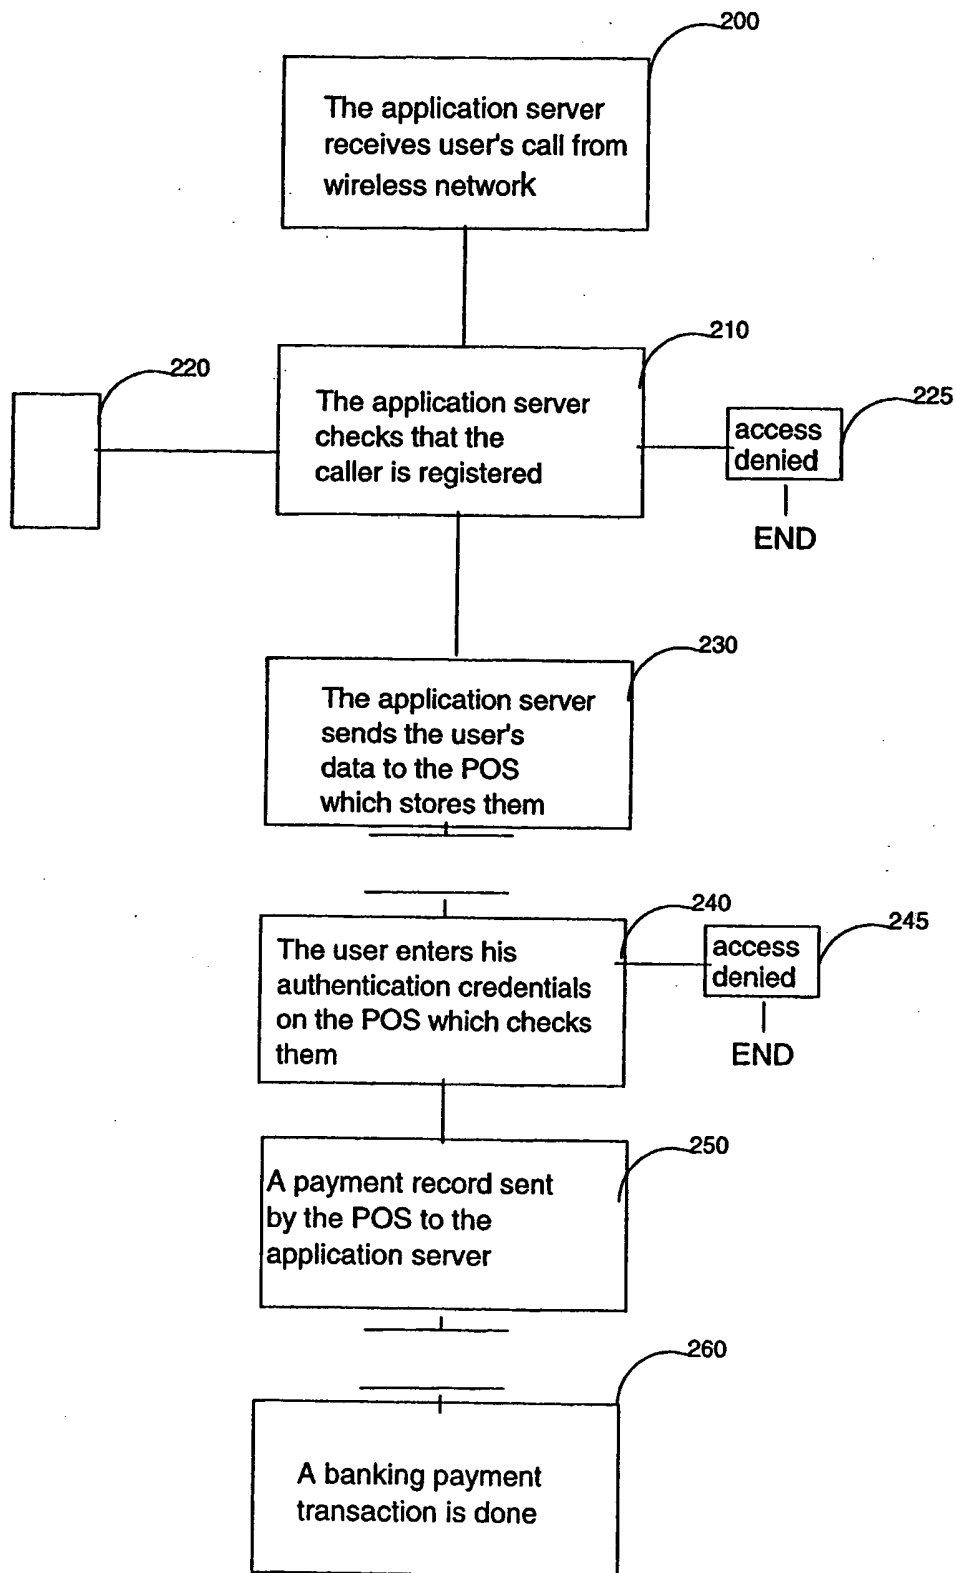 200
The application server
receives user's call from
wireless network
210
220
The application server
checks that the
caller is registered
225
access
denied
END
230
The application server
sends the user's
data to the POS
which stores them
240
The user enters his
authentication credentials
on the POS which checks
them
245
access
denied
END
250
A payment record sent
by the POS to the
application server
260
A banking payment
transaction is done